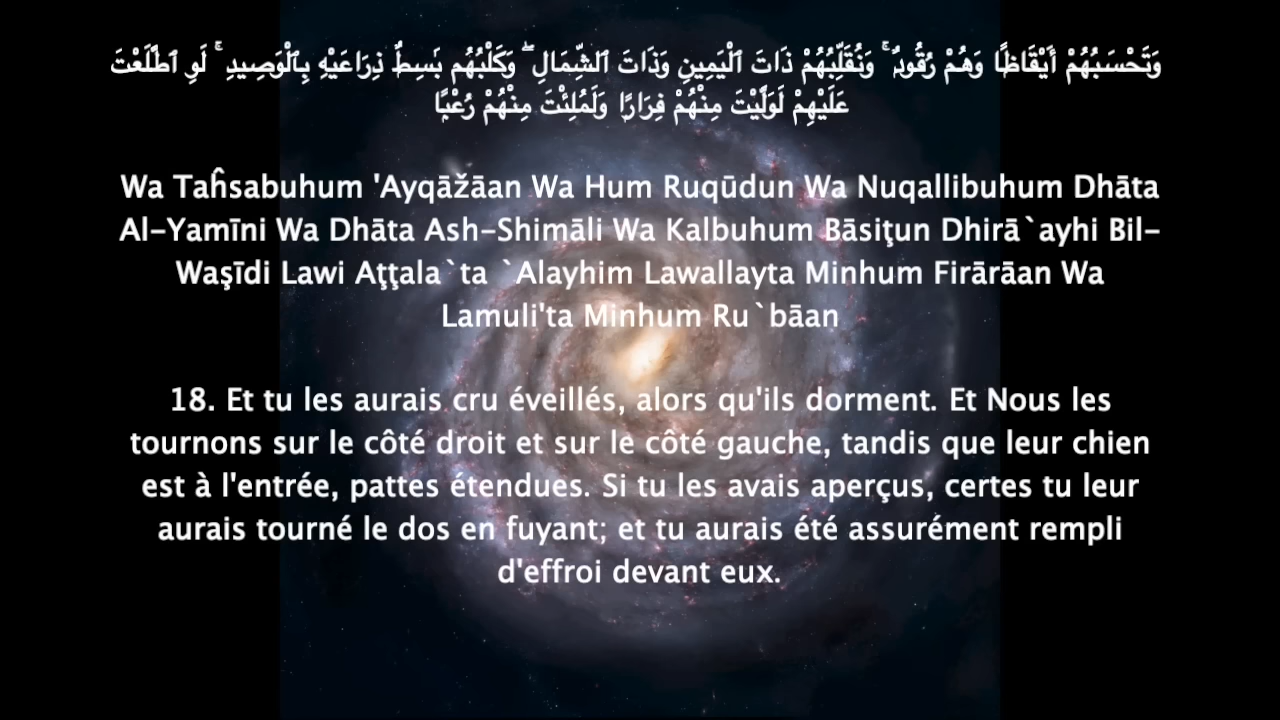 وَتَحْسَبُهُمْ أَيْقَاظًا وَهُمْ رُقُودٌ ۚ وَنُقَلِّبُهُمْ ذَاتَ ٱلْيَمِينِ وَذَاتَ ٱلشِّمَالِ ۖ وَكَلْبُهُم بَٰسِطٌ ذِرَاعَيْهِ بِٱلْوَصِيدِ ۚ لَوِ ٱطَّلَعْتَ
عَلَيْهِمْ لَوَلَّيْتَ مِنْهُمْ فِرَارًا وَلَمُلِئْتَ مِنْهُمْ رُعْبًا
Wa Taĥsabuhum 'Ayqāžāan Wa Hum Ruqūdun Wa Nuqallibuhum Dhāta
Al-Yamīni Wa Dhāta Ash-Shimāli Wa Kalbuhum Bāsiţun Dhirā`ayhi Bil-
Waşīdi Lawi Aţţala`ta `Alayhim Lawallayta Minhum Firārāan Wa
Lamuli'ta Minhum Ru`bāan
18. Et tu les aurais cru éveillés, alors qu'ils dorment. Et Nous les
tournons sur le côté droit et sur le côté gauche, tandis que leur chien
est à l'entrée, pattes étendues. Si tu les avais aperçus, certes tu leur
aurais tourné le dos en fuyant; et tu aurais été assurément rempli
d'effroi devant eux.